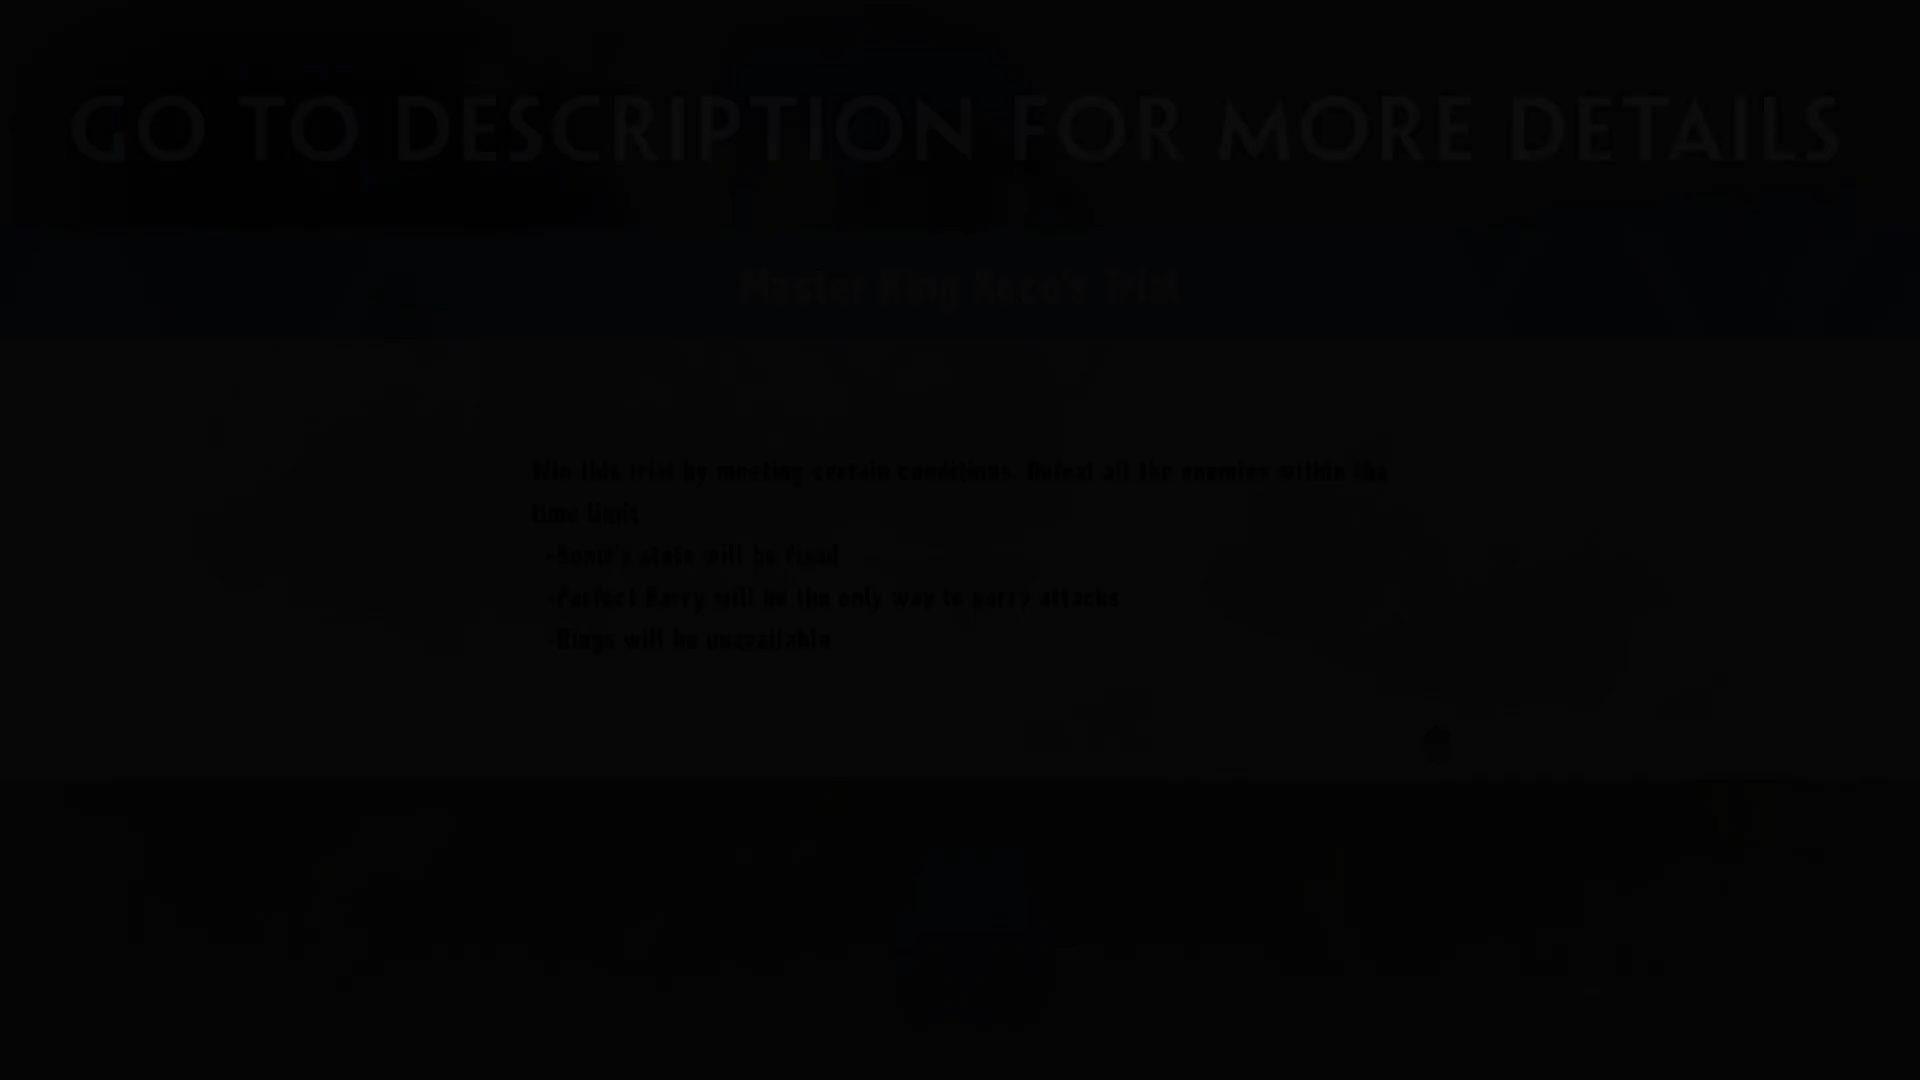 GO TO DESCRIPTION FOR MORE DETAILS
Master King Koco's Trial
Win this trial by meeting certain conditions. Defeat all the enemies within the
time limit.
-Sonic's stats will be fixed
-Perfect Parry will be the only way to parry attacks
-Rings will be unavailable